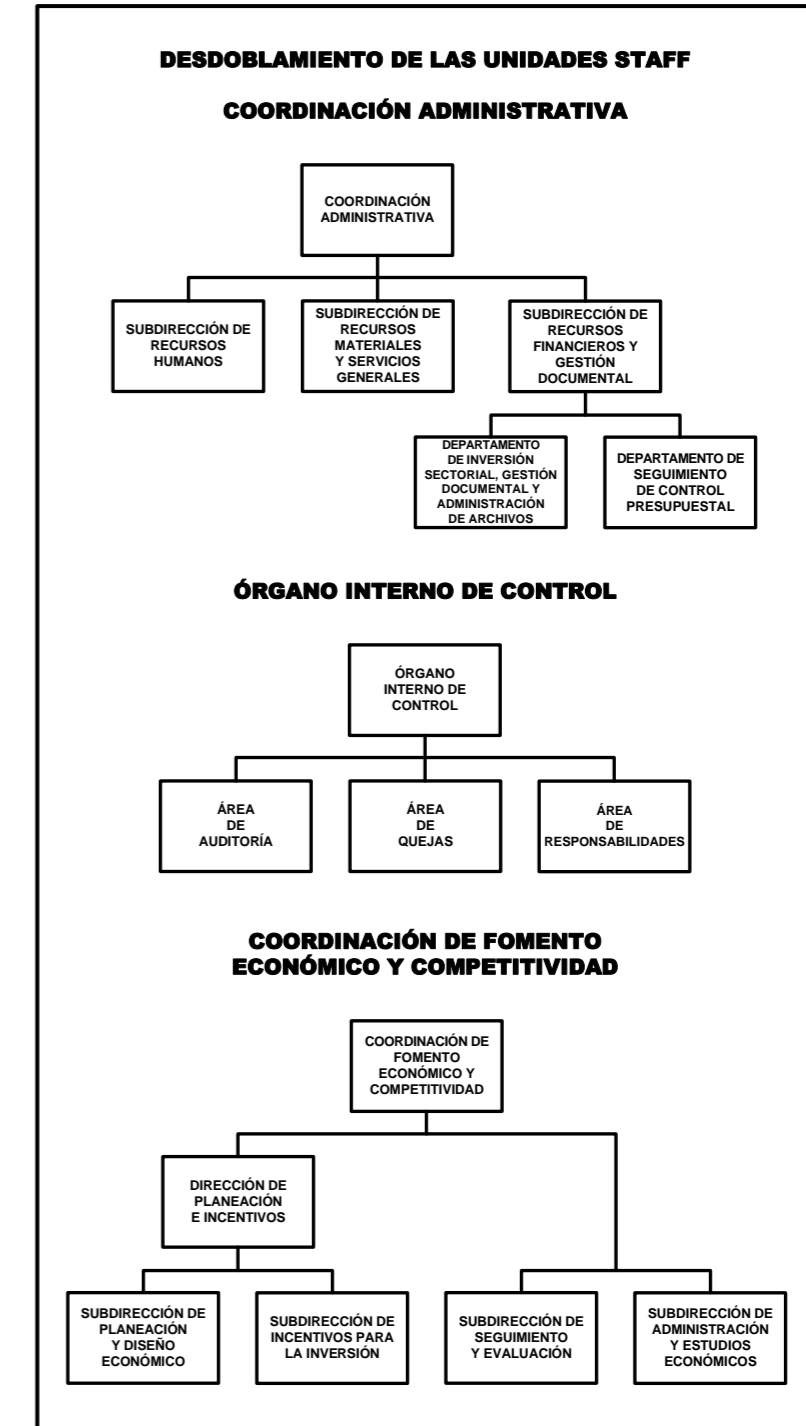 DESDOBLAMIENTO DE LAS UNIDADES STAFF
COORDINACIÓN ADMINISTRATIVA
COORDINACIÓN
ADMINISTRATIVA
SUBDIRECCIÓN DE
RECURSOS
HUMANOS
SUBDIRECCIÓN DE
RECURSOS
MATERIALES
Y SERVICIOS
GENERALES
SUBDIRECCIÓN DE
RECURSOS
FINANCIEROS Y
GESTIÓN
DOCUMENTAL
DEPARTAMENTO
DE INVERSIÓN
SECTORIAL, GESTIÓN
DOCUMENTAL Y
ADMINISTRACIÓN
DE ARCHIVOS
DEPARTAMENTO DE
SEGUIMIENTO
DE CONTROL
PRESUPUESTAL
ÓRGANO INTERNO DE CONTROL
ÓRGANO
INTERNO DE
CONTROL
ÁREA
DE
AUDITORÍA
ÁREA
DE
QUEJAS
ÁREA
DE
RESPONSABILIDADES
COORDINACIÓN DE FOMENTO
ECONÓMICO Y COMPETITIVIDAD
COORDINACIÓN DE
FOMENTO
ECONÓMICO Y
COMPETITIVIDAD
DIRECCIÓN DE
PLANEACIÓN
E INCENTIVOS
SUBDIRECCIÓN DE
PLANEACIÓN
Y DISEÑO
ECONÓMICO
SUBDIRECCIÓN DE
INCENTIVOS PARA
LA INVERSIÓN
SUBDIRECCIÓN DE
SEGUIMIENTO
Y EVALUACIÓN
SUBDIRECCIÓN DE
ADMINISTRACIÓN
Y ESTUDIOS
ECONÓMICOS